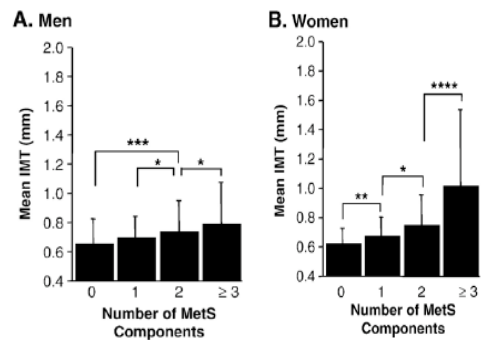 A. Men
Mean IMT (mm)
2.0
1.8
1.6
1.4
1.2
1.0
0.8
0.6
0.4
***
*
*
0 1 2 ≥ 3
Number of MetS
Components
B. Women
Mean IMT (mm)
2.0
1.8
1.6
1.4
1.2
1.0
0.8
0.6
0.4
****
*
**
0 1 2 ≥ 3
Number of MetS
Components